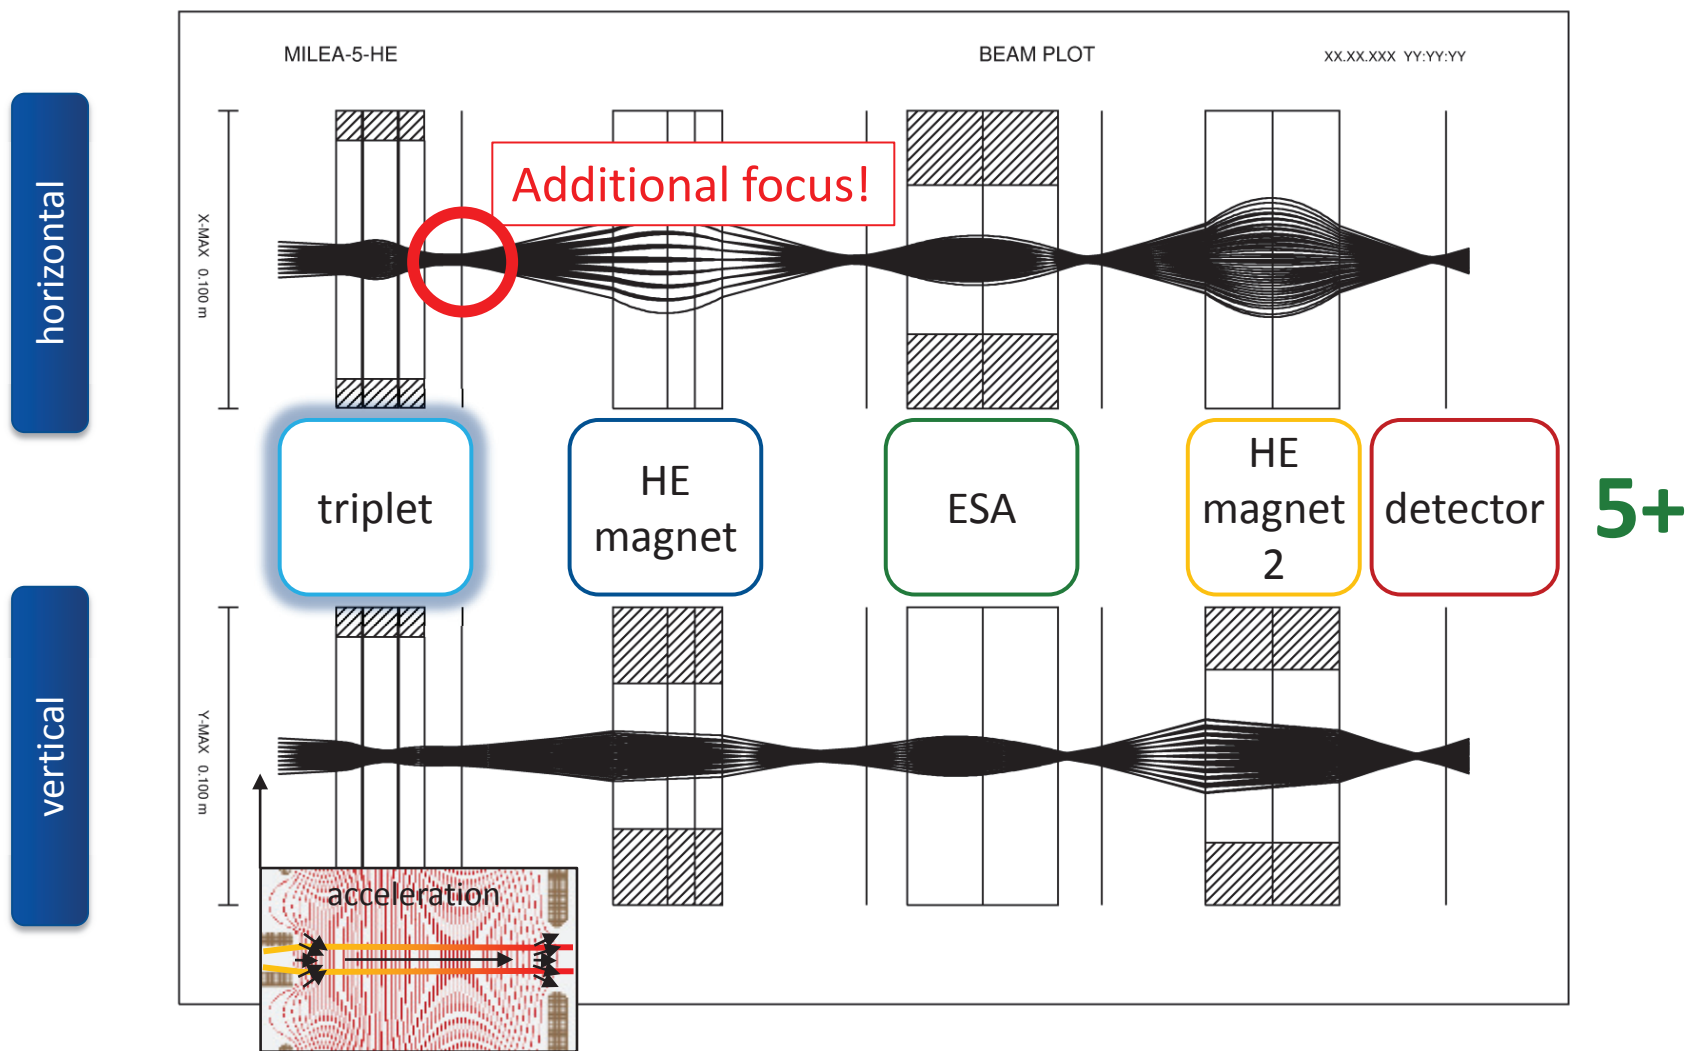 MILEA-5-HE
BEAM PLOT
XX.XX.XXX YY:YY:YY
horizontal
X-MAX 0.100 m
Additional focus!
triplet
HE
magnet
ESA
HE
magnet
2
detector
5+
vertical
Y-MAX 0.100 m
acceleration